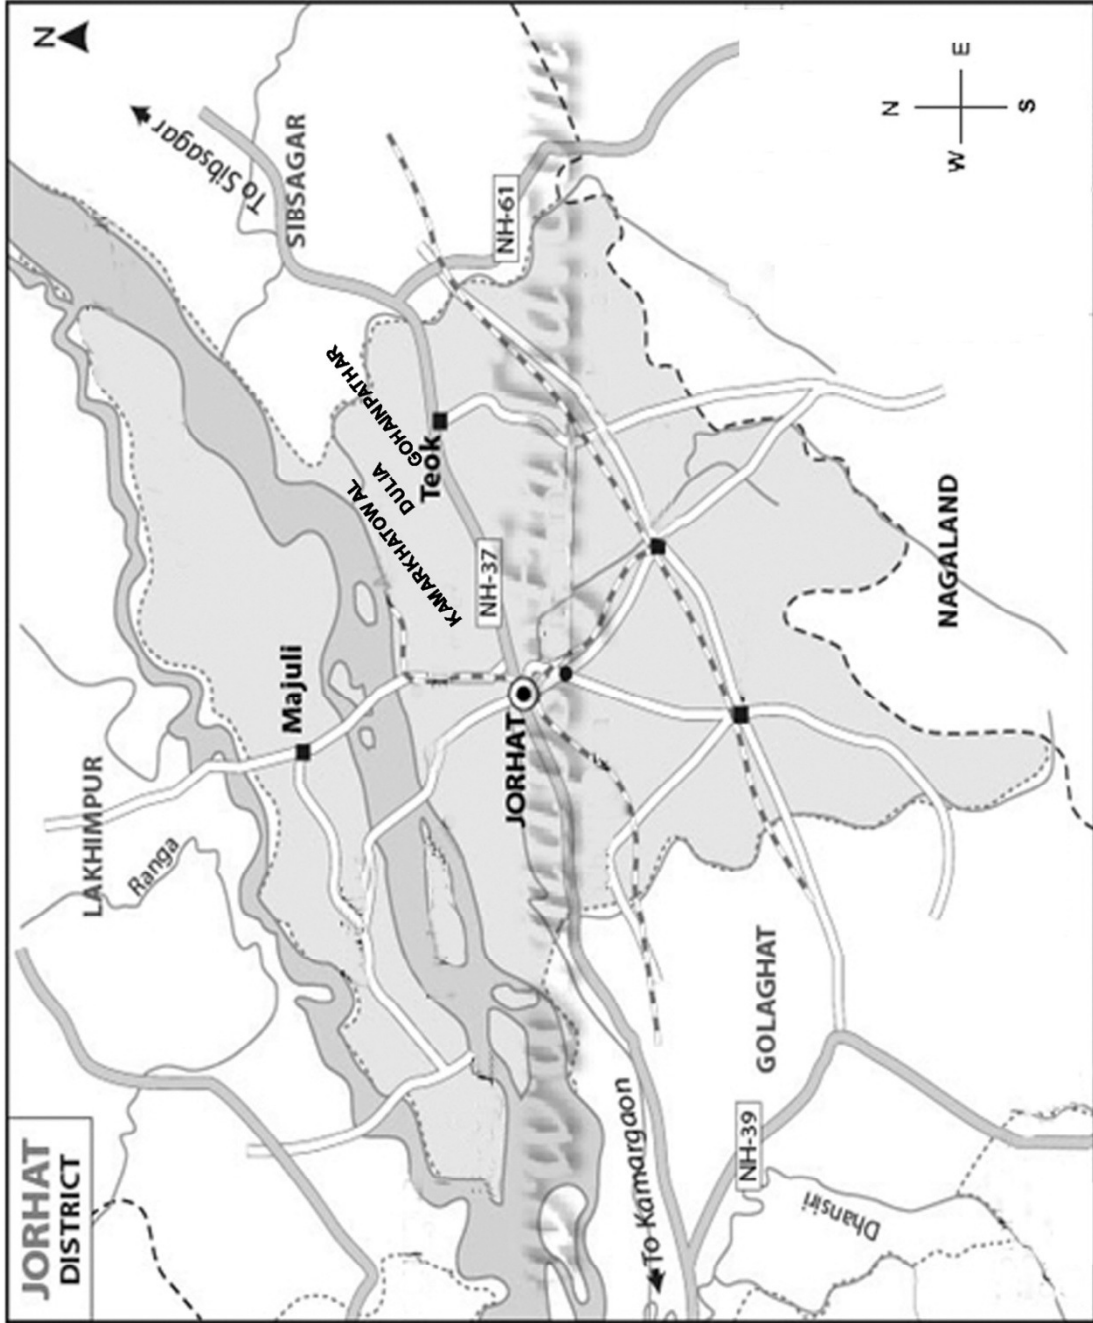 JORHAT
DISTRICT
N
To Sibsagar
SIBSAGAR
NH-61
N
E
S
W
GOHAINPATHAR
Teok
DULIA
KAMARKHATOWAL
NH-37
Majuli
JORHAT
LAKHIMPUR
Ranga
NAGALAND
GOLAGHAT
To Kamargaon
NH-39
Dhansiri